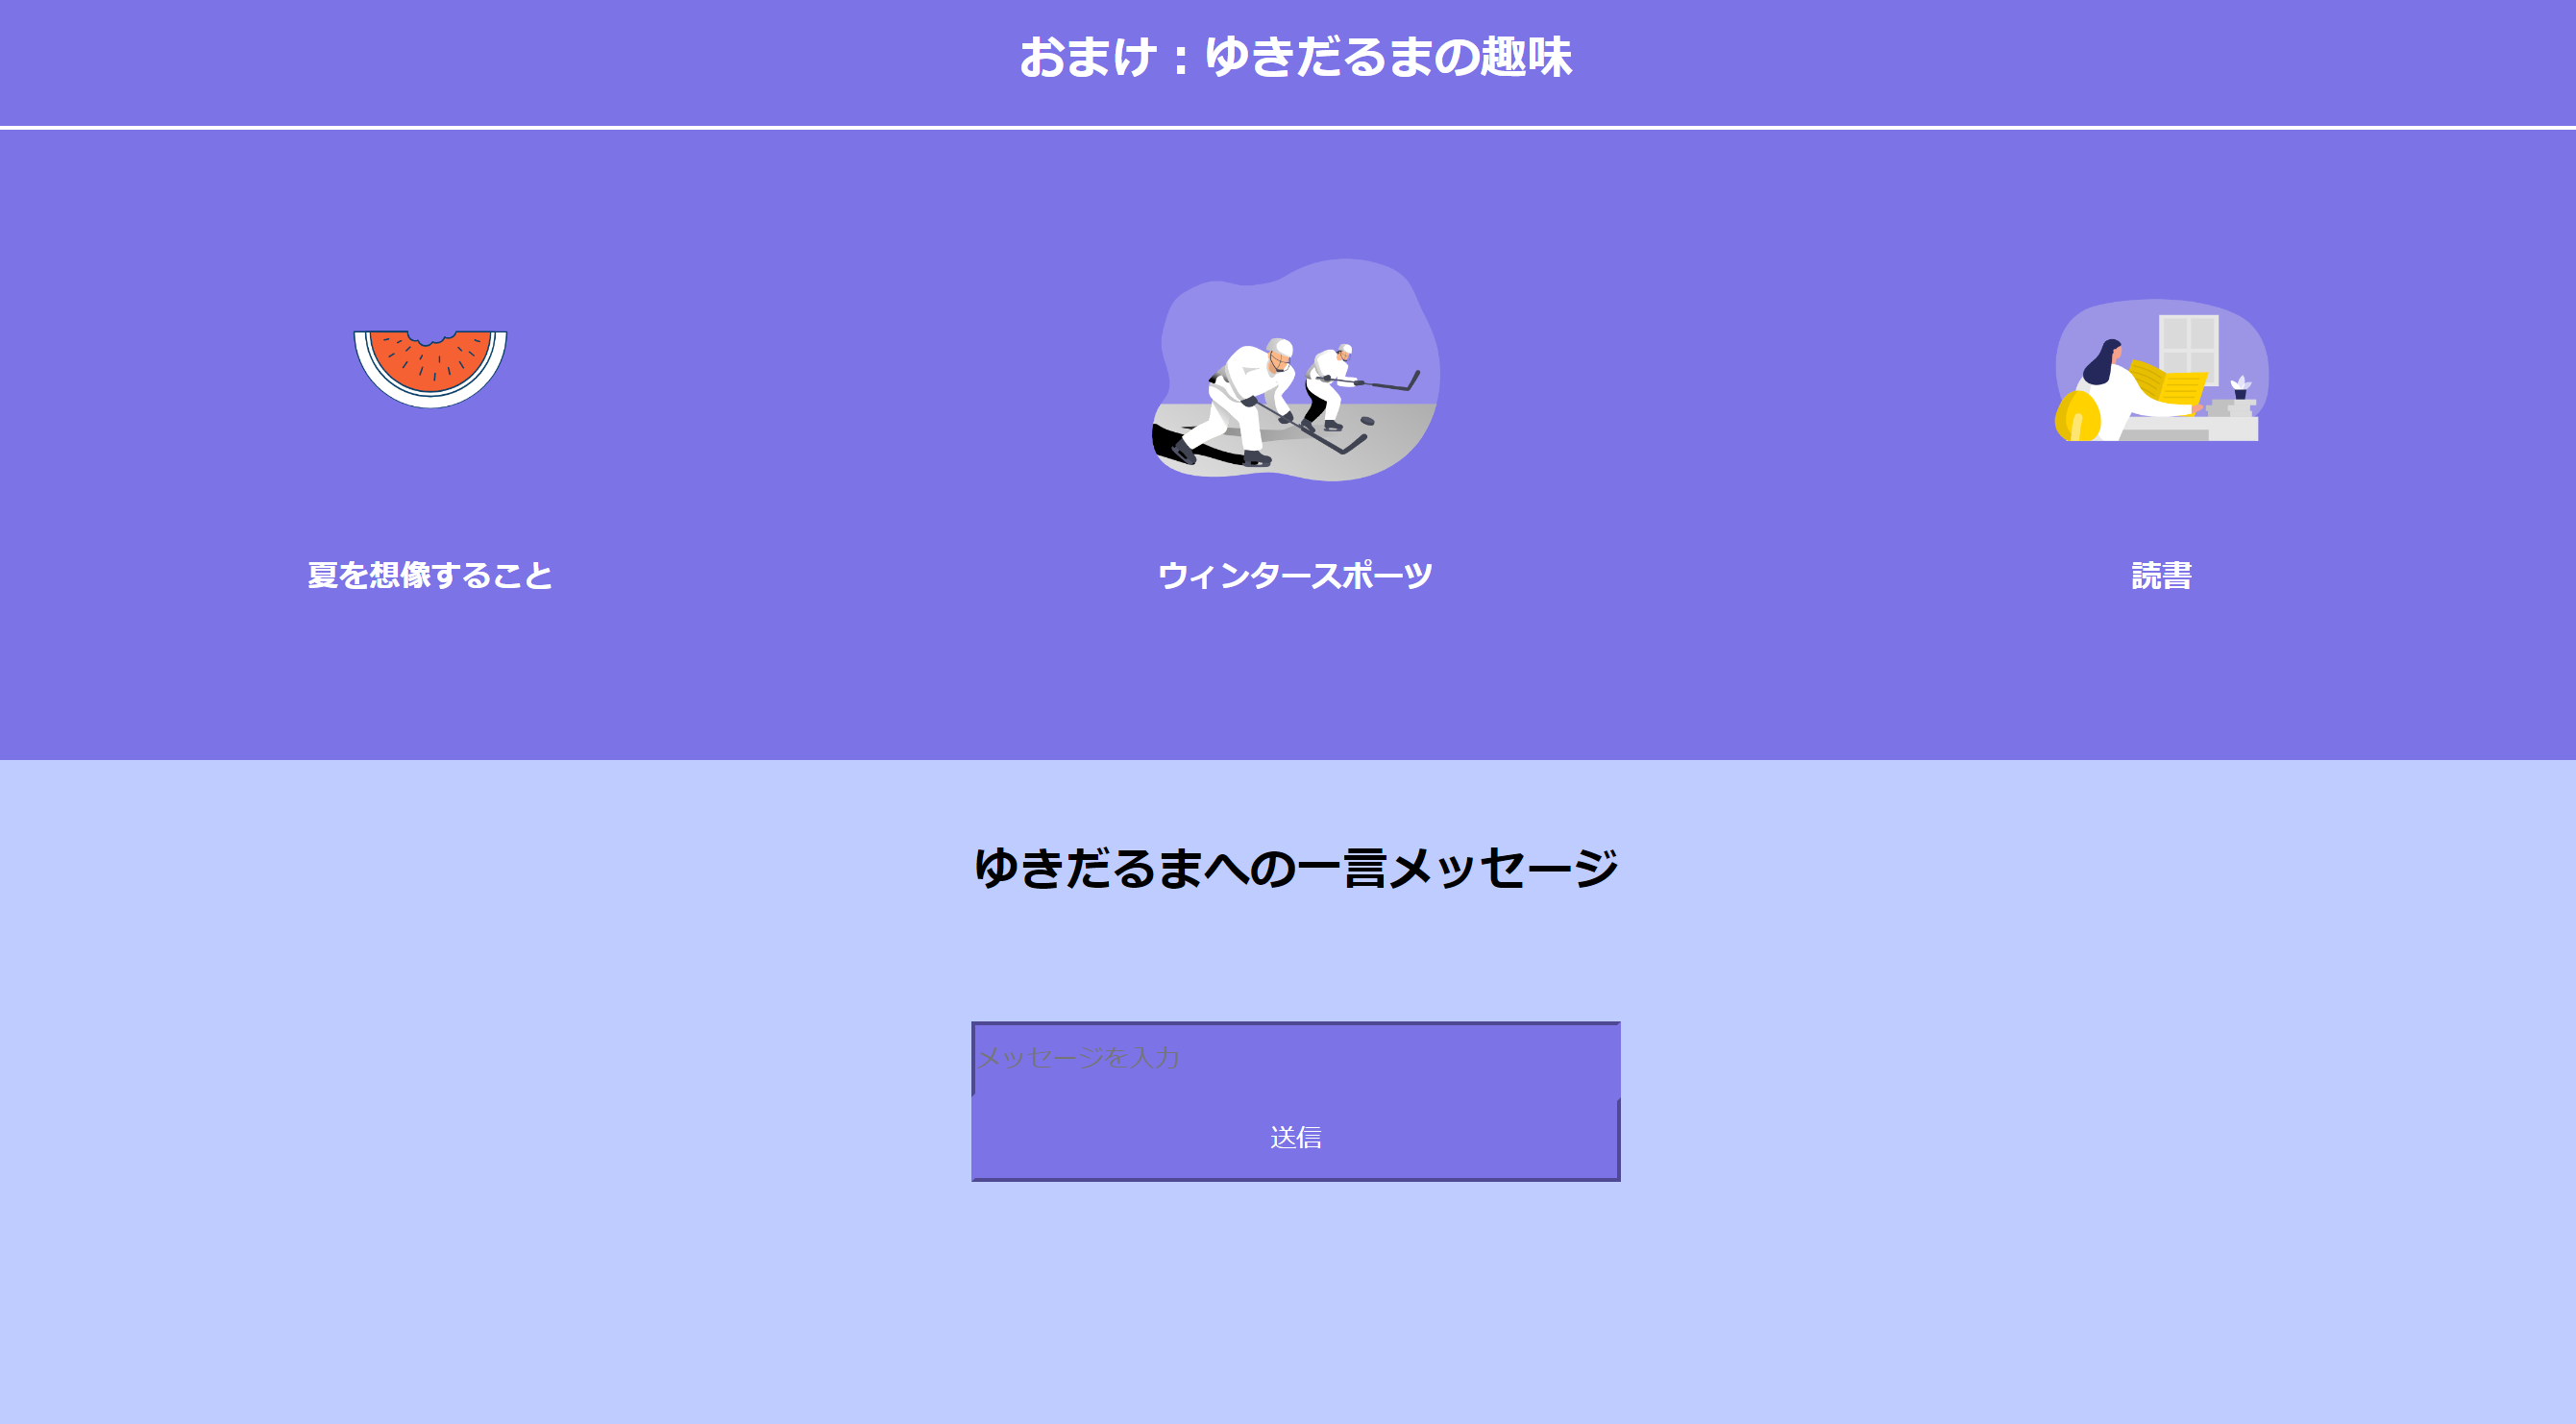 おまけ：ゆきだるまの趣味
夏を想像すること
ウィンタースポーツ
読書
ゆきだるまへの一言メッセージ
メッセージを入力
送信